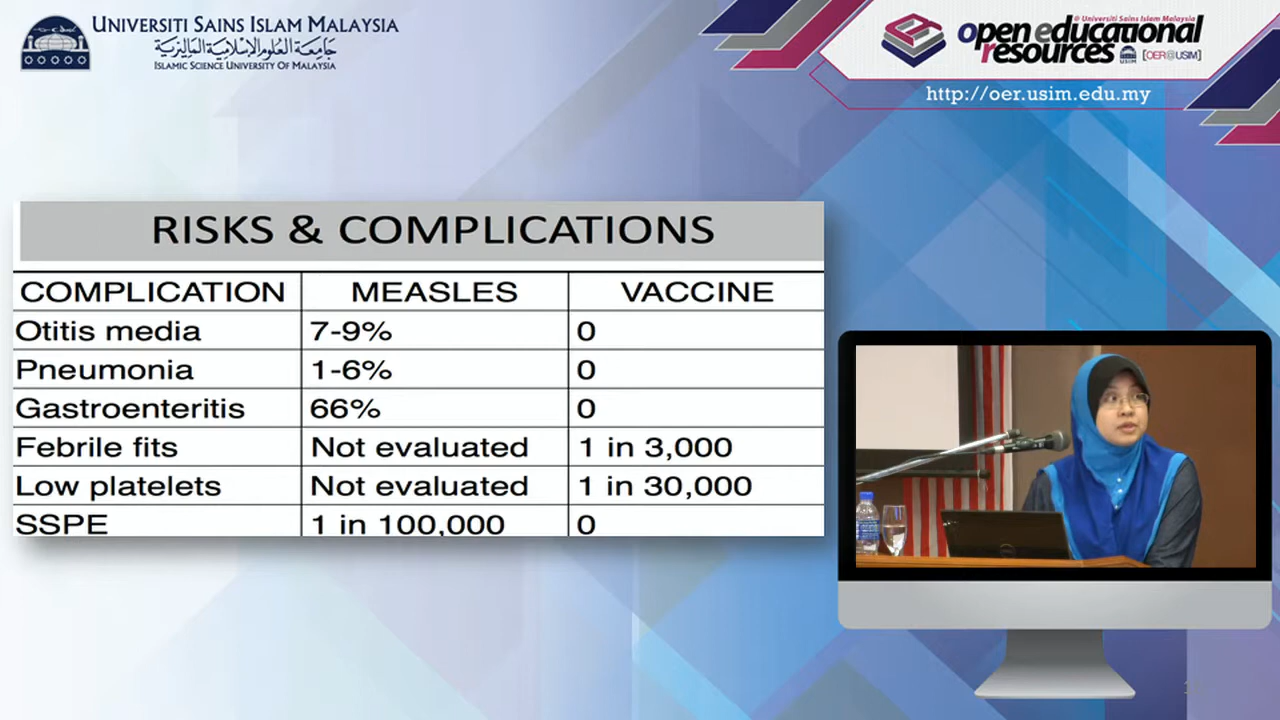 UNIVERSITI SAINS ISLAM MALAYSIA
جامعة العلوم الإسلامية الماليزية
ISLAMIC SCIENCE UNIVERSITY OF MALAYSIA
@ Universiti Sains Islam Malaysia
open educational
resources
USIM
[OER@USIM]
http://oer.usim.edu.my
RISKS & COMPLICATIONS
COMPLICATION MEASLES VACCINE
Otitis media 7-9% 0
Pneumonia 1-6% 0
Gastroenteritis 66% 0
Febrile fits Not evaluated 1 in 3,000
Low platelets Not evaluated 1 in 30,000
SSPE 1 in 100,000 0